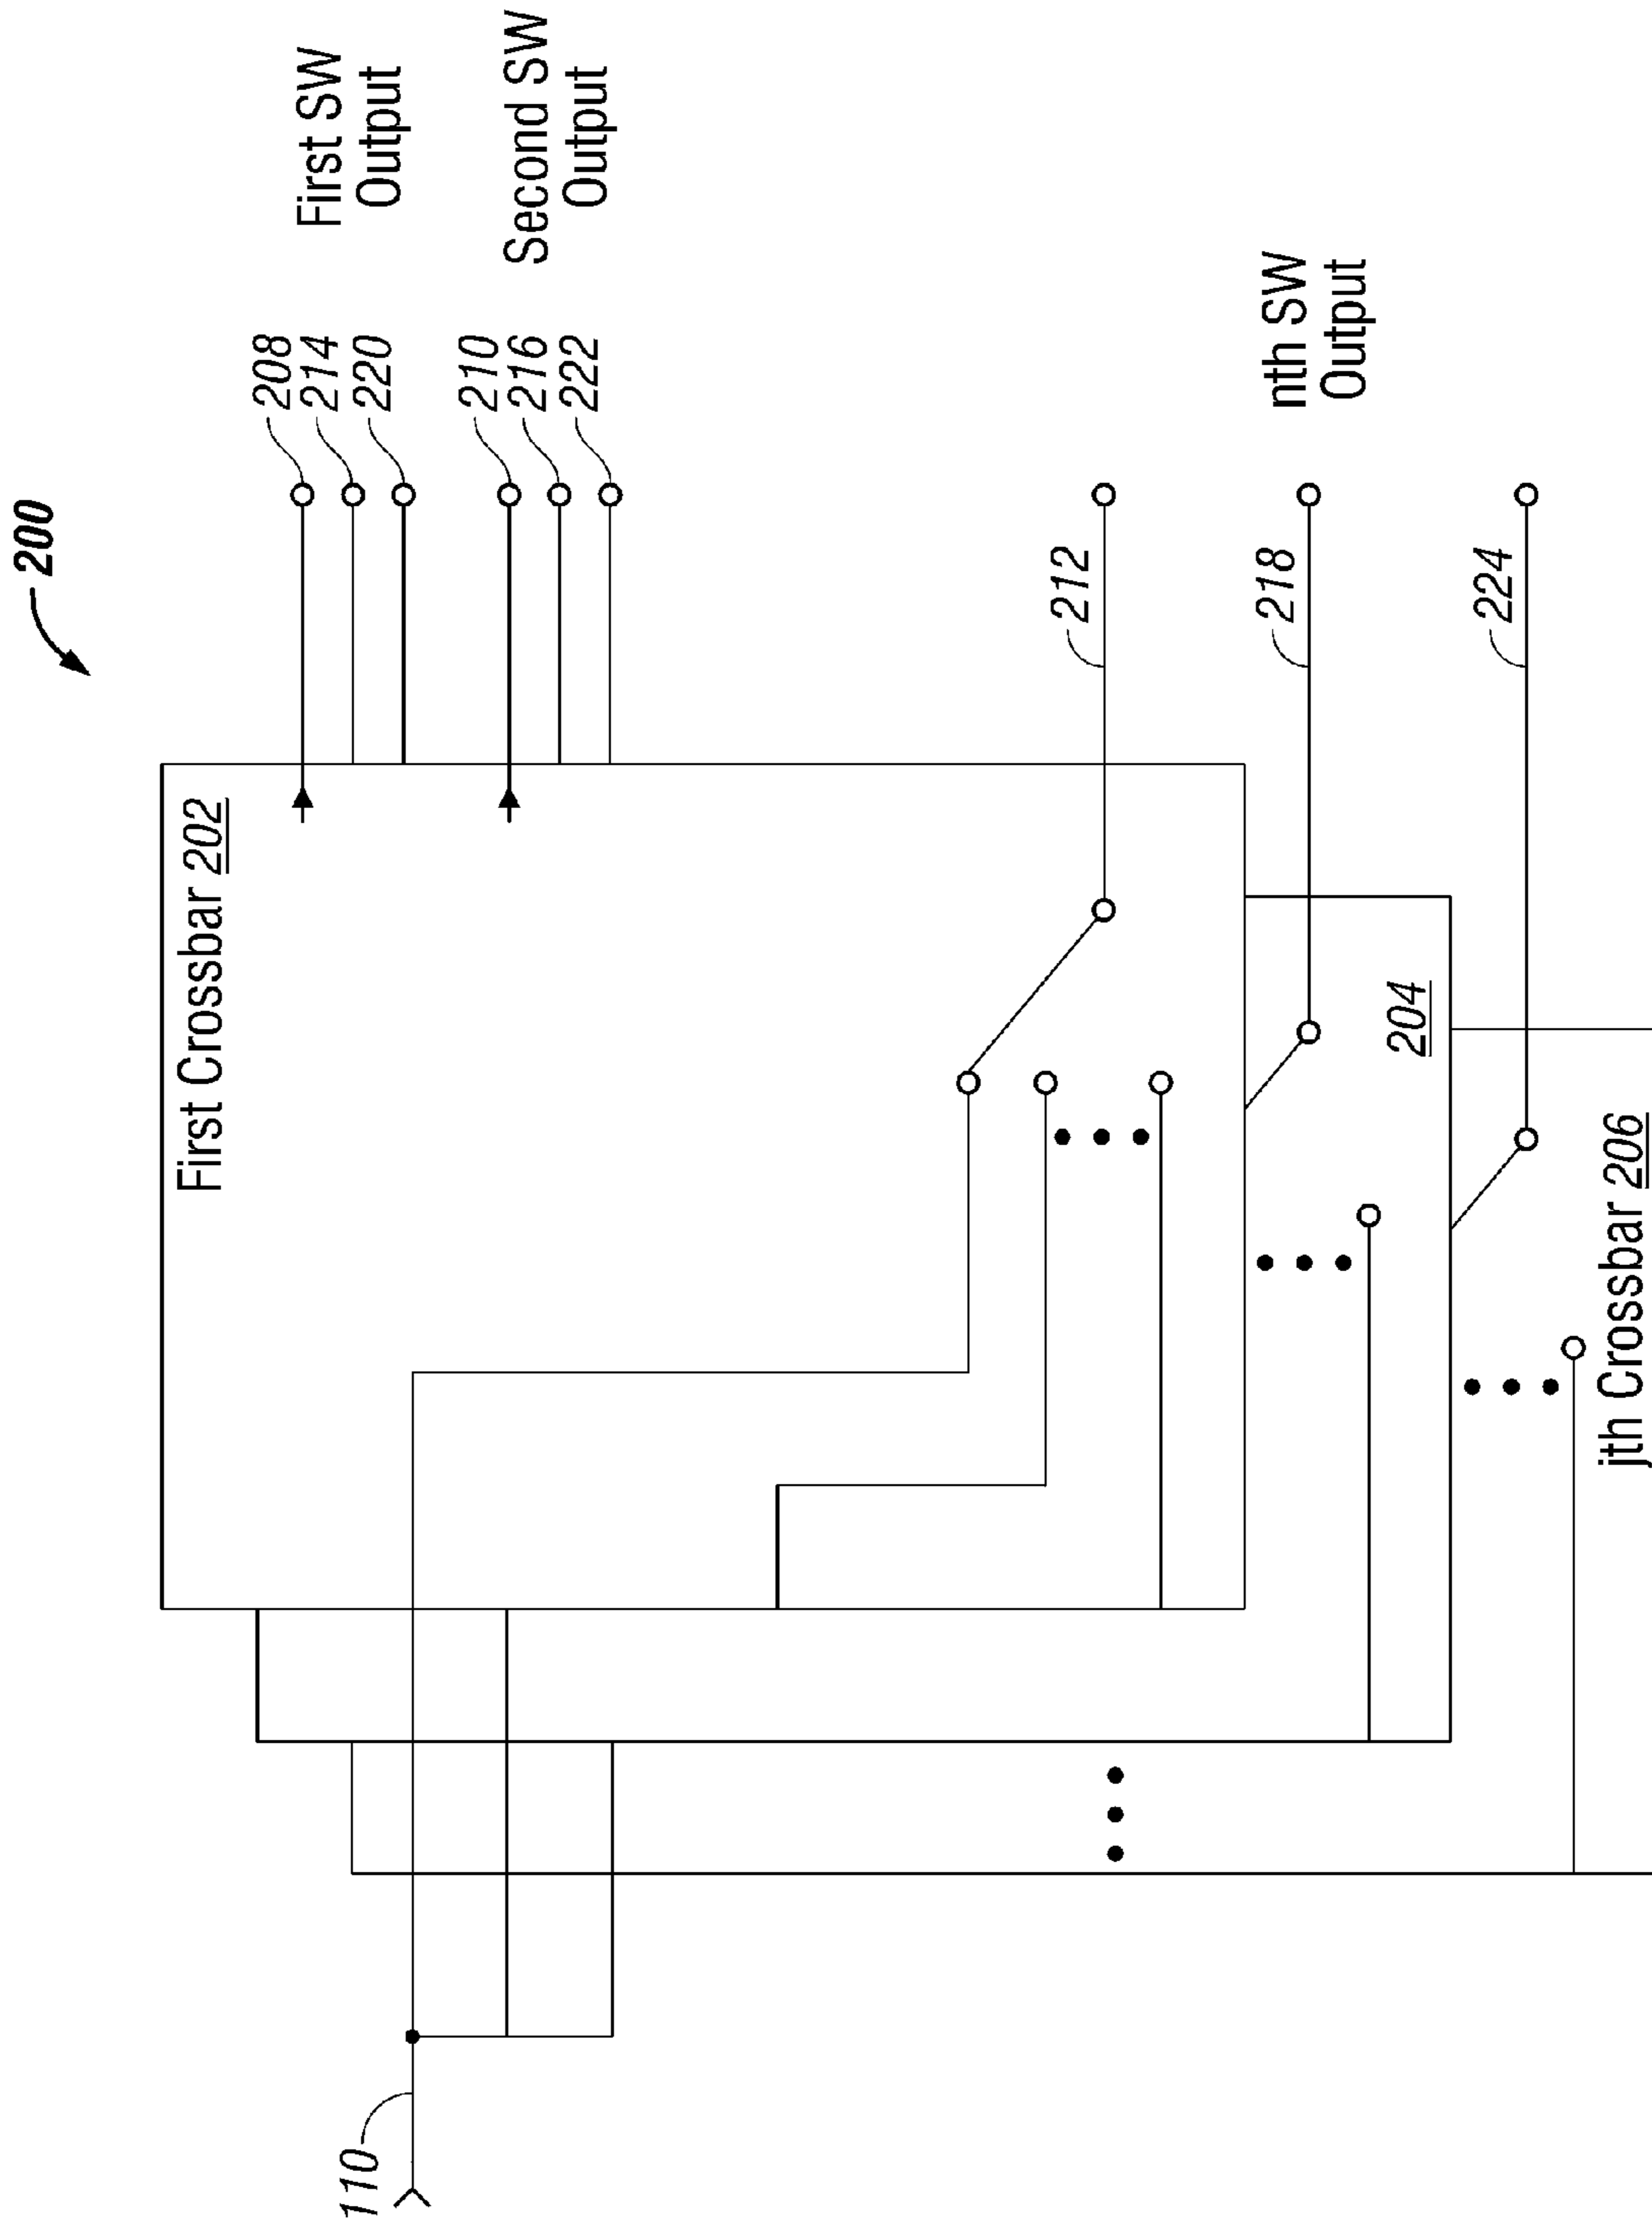 200
First Crossbar 202
208
214
220
First SW
Output
210
216
222
Second SW
Output
212
218
nth SW
Output
224
204
jth Crossbar 206
110